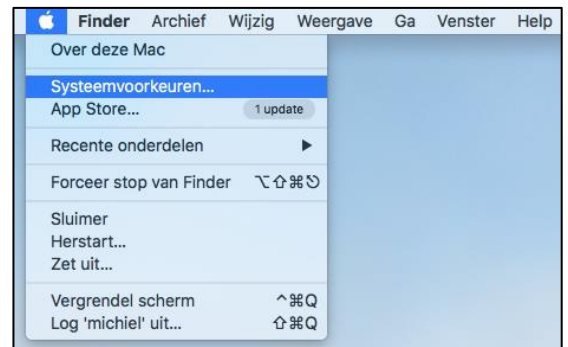 Finder Archief Wijzig Weergave Ga Venster Help
Over deze Mac
Systeemvoorkeuren...
App Store... 1 update
Recente onderdelen ▶
Forceer stop van Finder ⌥⇧⌘⎋
Sluimer
Herstart...
Zet uit...
Vergrendel scherm ^⌘Q
Log 'michiel' uit... ⇧⌘Q